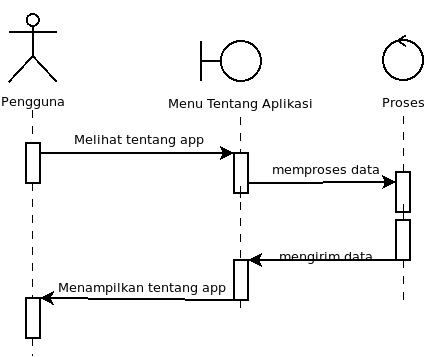 Pengguna
Menu Tentang Aplikasi
Proses
Melihat tentang app
memproses data
mengirim data
Menampilkan tentang app